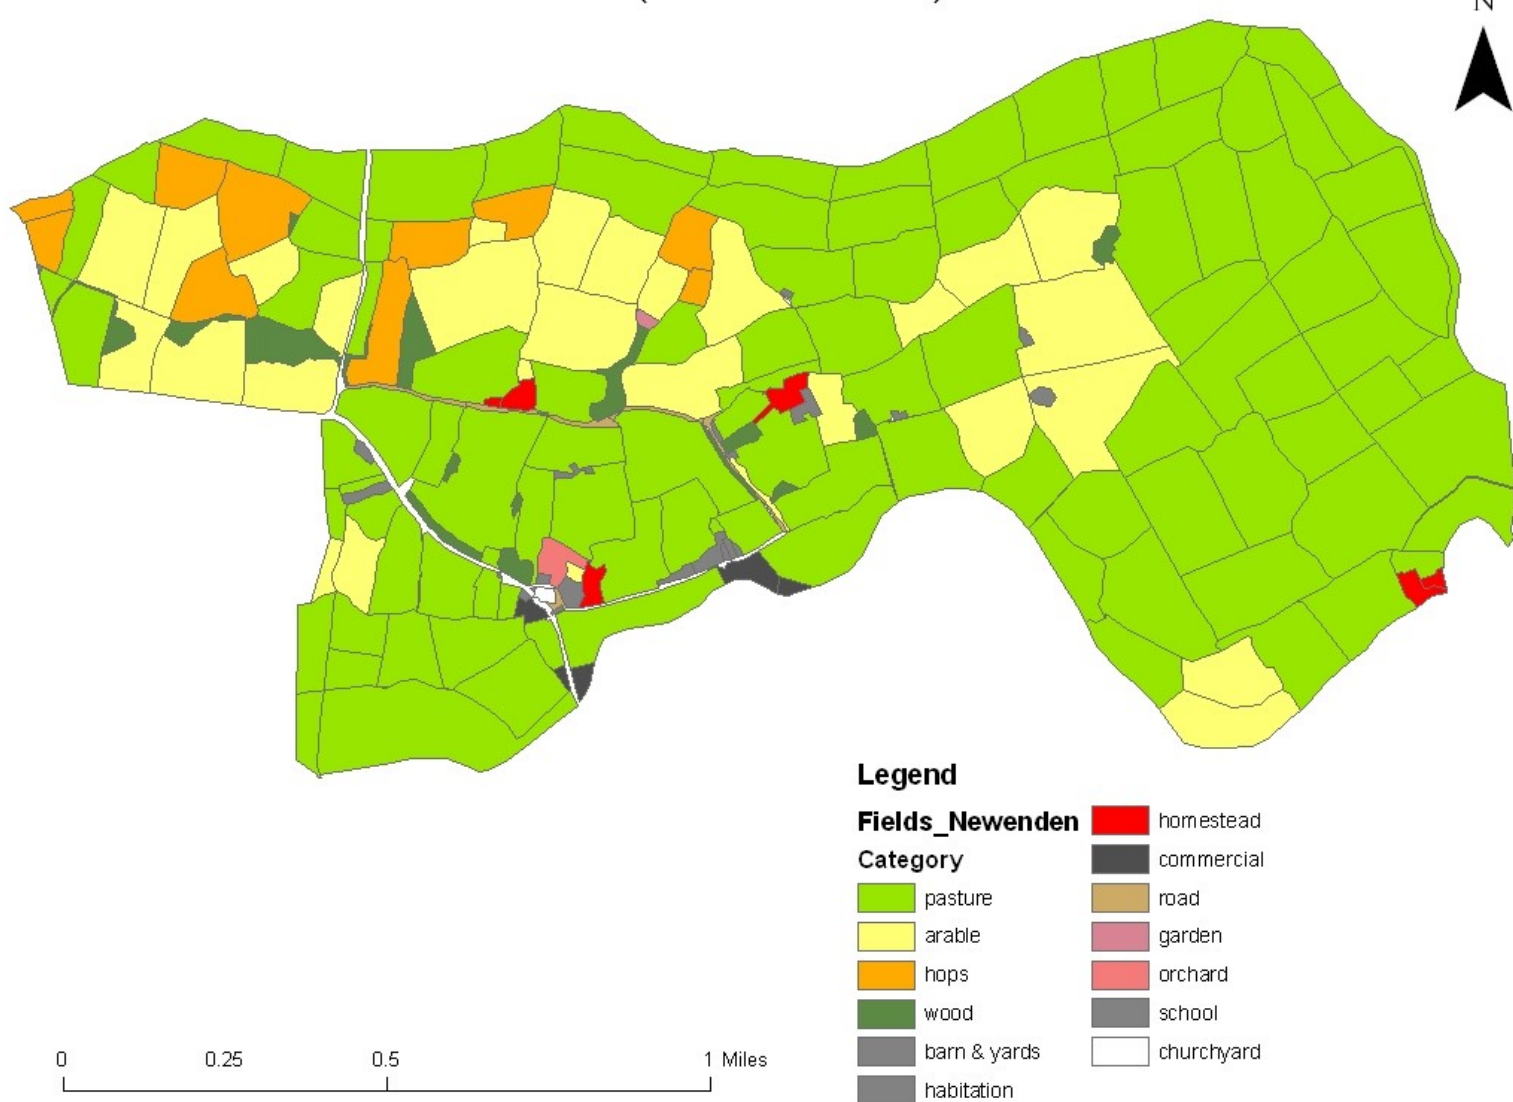 N
Legend
Fields_Newenden
Category
pasture
arable
hops
wood
barn & yards
habitation
homestead
commercial
road
garden
orchard
school
churchyard
0 0.25 0.5 1 Miles